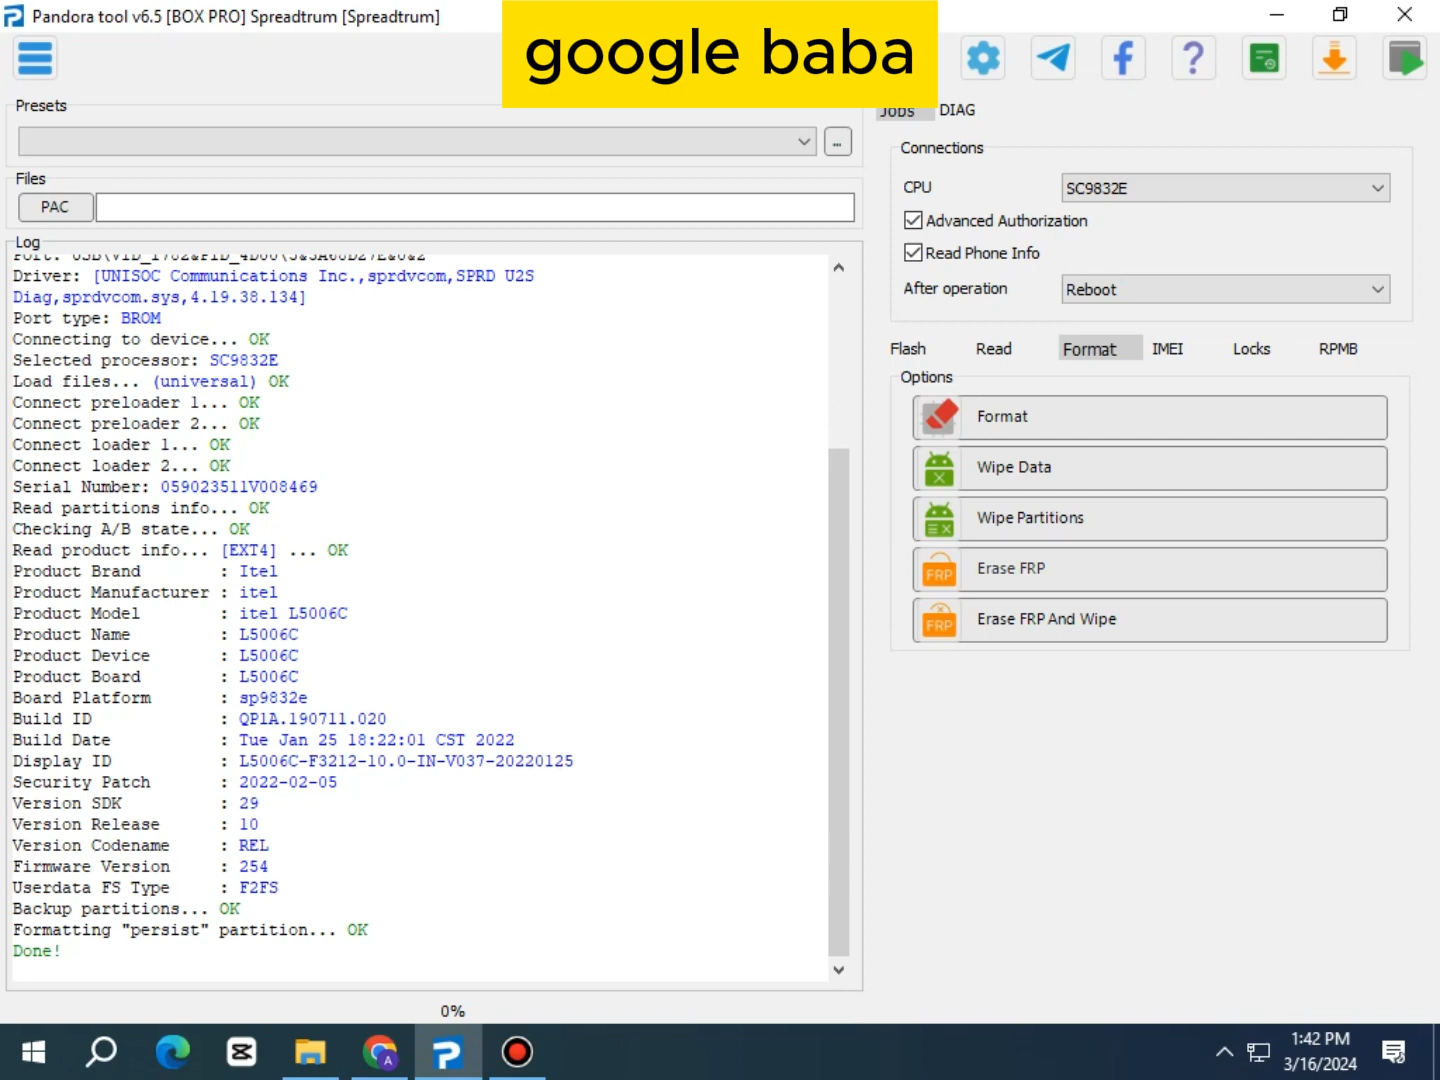 Pandora tool v6.5 [BOX PRO] Spreadtrum [Spreadtrum]
google baba
Presets
...
Files
PAC
Log
Port: USB\VID_1782&PID_4D00\5&3A68D27E&0&2
Driver: [UNISOC Communications Inc.,sprdvcom,SPRD U2S
Diag,sprdvcom.sys,4.19.38.134]
Port type: BROM
Connecting to device... OK
Selected processor: SC9832E
Load files... (universal) OK
Connect preloader 1... OK
Connect preloader 2... OK
Connect loader 1... OK
Connect loader 2... OK
Serial Number: 059023511V008469
Read partitions info... OK
Checking A/B state... OK
Read product info... [EXT4] ... OK
Product Brand : Itel
Product Manufacturer : itel
Product Model : itel L5006C
Product Name : L5006C
Product Device : L5006C
Product Board : L5006C
Board Platform : sp9832e
Build ID : QP1A.190711.020
Build Date : Tue Jan 25 18:22:01 CST 2022
Display ID : L5006C-F3212-10.0-IN-V037-20220125
Security Patch : 2022-02-05
Version SDK : 29
Version Release : 10
Version Codename : REL
Firmware Version : 254
Userdata FS Type : F2FS
Backup partitions... OK
Formatting "persist" partition... OK
Done!
0%
Jobs DIAG
Connections
CPU SC9832E
Advanced Authorization
Read Phone Info
After operation Reboot
Flash Read Format IMEI Locks RPMB
Options
Format
Wipe Data
Wipe Partitions
FRP Erase FRP
FRP Erase FRP And Wipe
A
1:42 PM
3/16/2024